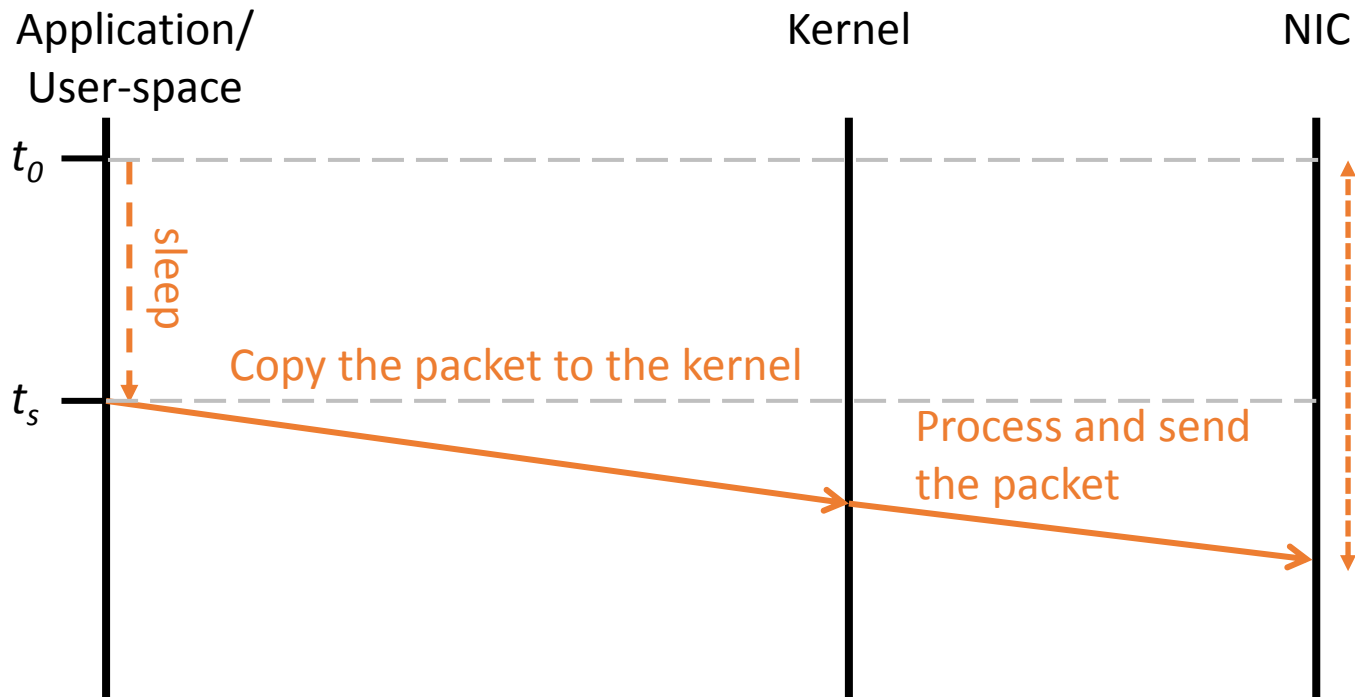 Application/
User-space
Kernel
NIC
t0
sleep
Copy the packet to the kernel
ts
Process and send
the packet